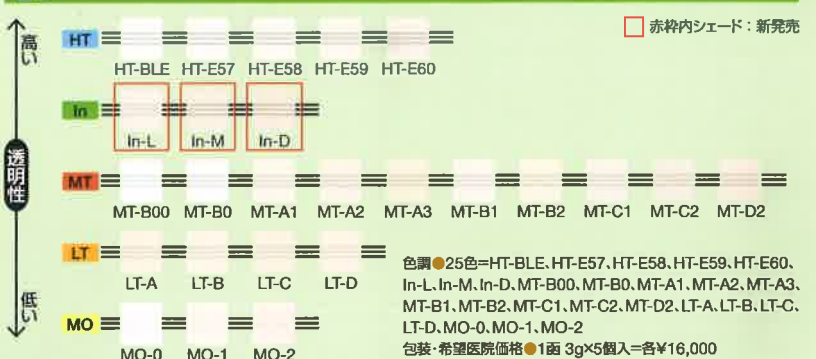 赤枠内シェード：新発売
高い
HT
HT-BLE HT-E57 HT-E58 HT-E59 HT-E60
In
In-L In-M In-D
透明性
MT
MT-B00 MT-B0 MT-A1 MT-A2 MT-A3 MT-B1 MT-B2 MT-C1 MT-C2 MT-D2
LT
LT-A LT-B LT-C LT-D
低い
MO
MO-0 MO-1 MO-2
色調●25色=HT-BLE、HT-E57、HT-E58、HT-E59、HT-E60、
In-L、In-M、In-D、MT-B00、MT-B0、MT-A1、MT-A2、MT-A3、
MT-B1、MT-B2、MT-C1、MT-C2、MT-D2、LT-A、LT-B、LT-C、
LT-D、MO-0、MO-1、MO-2
包装・希望医院価格●1函 3g×5個入=各¥16,000